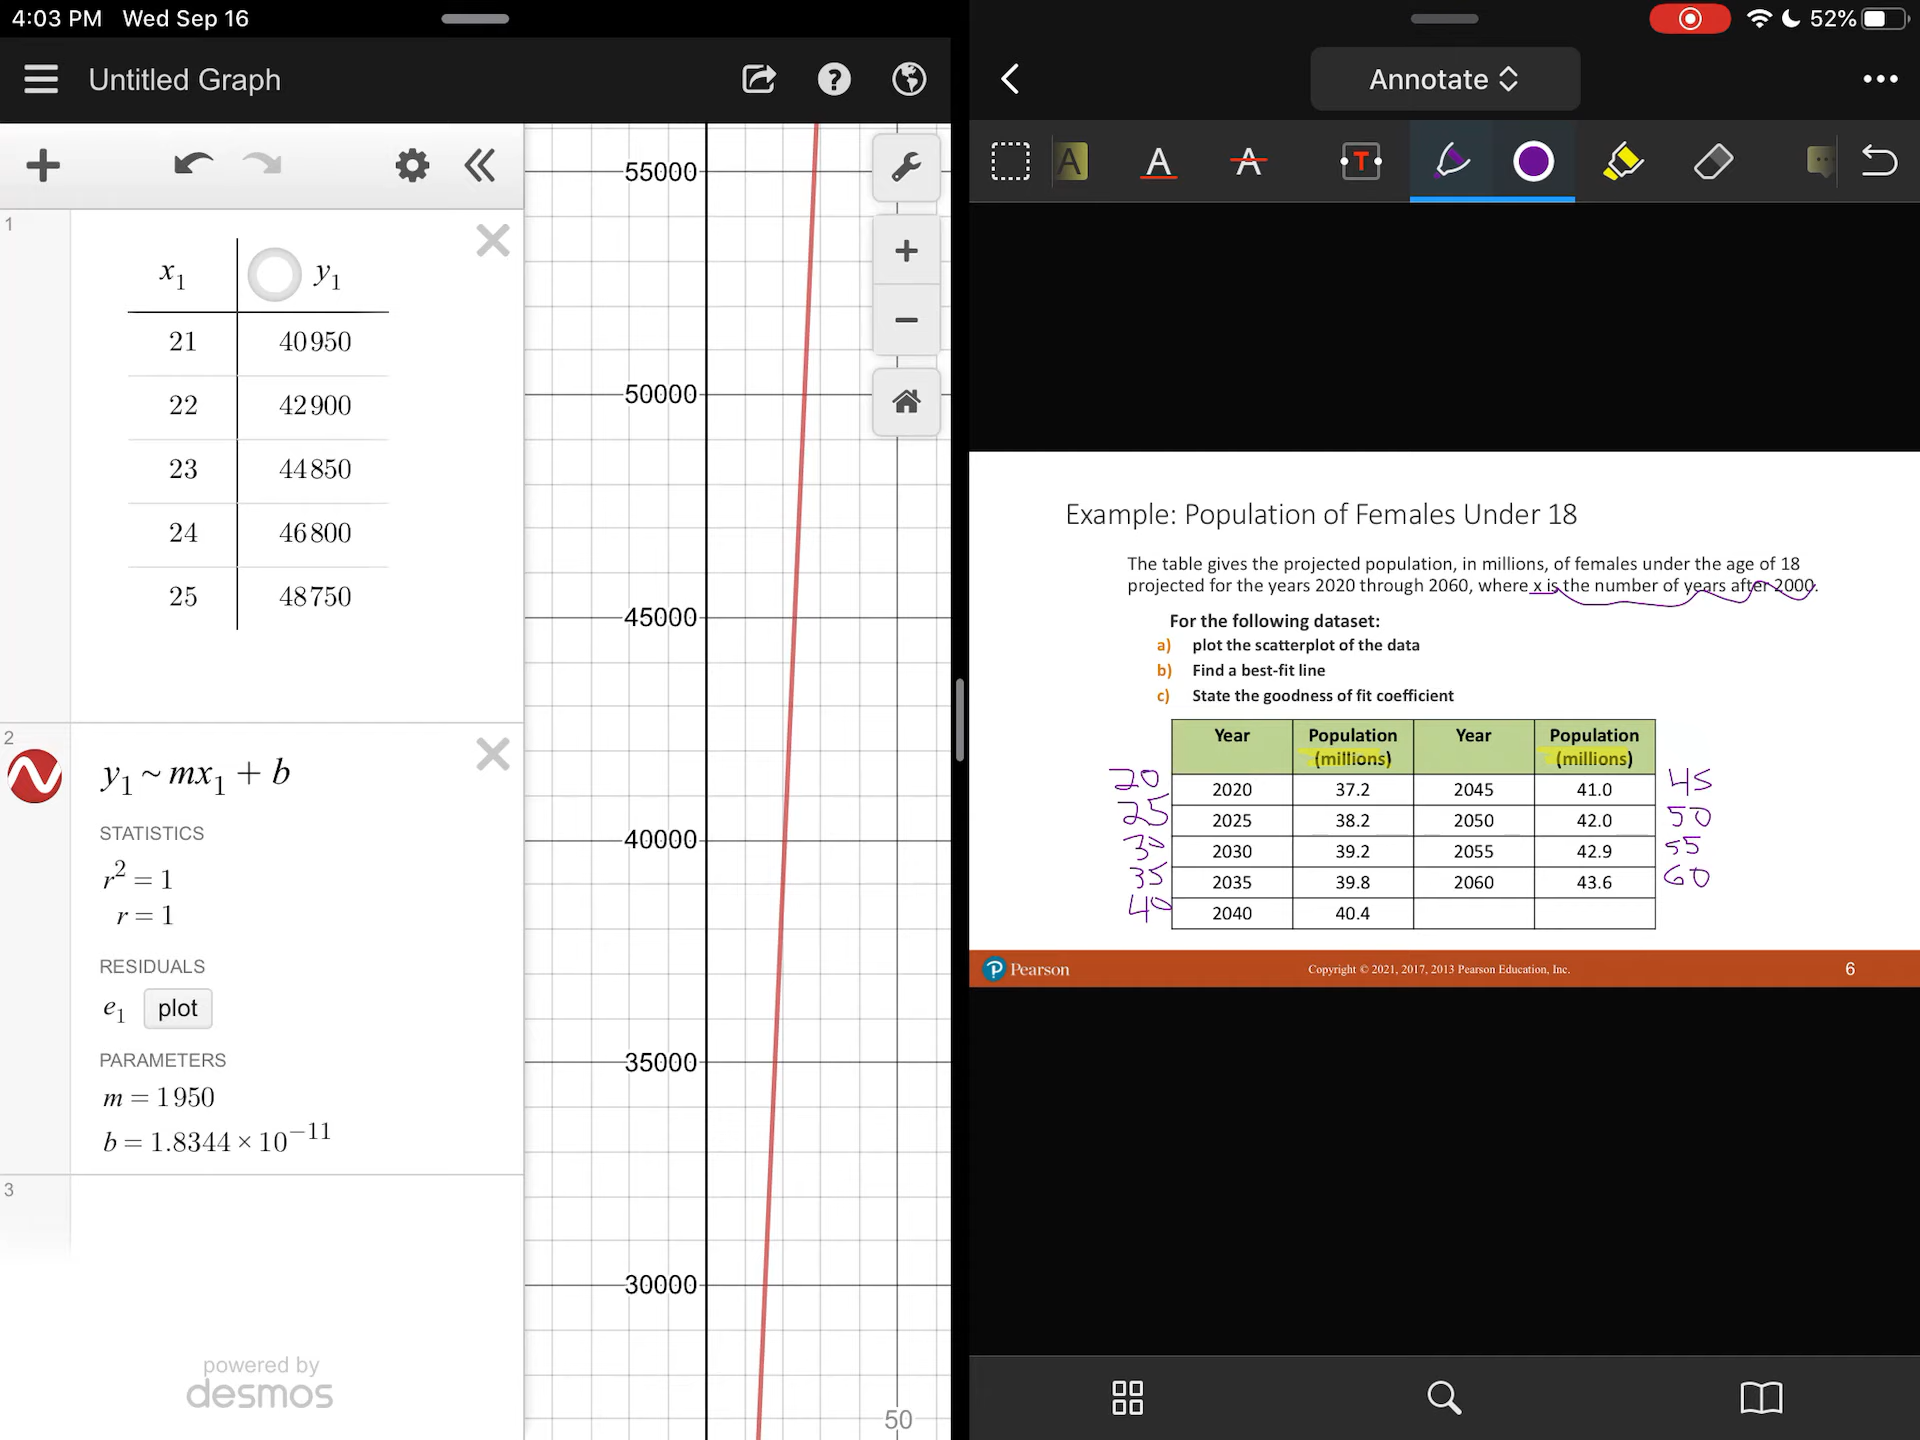 4:03 PM Wed Sep 16
52%
Untitled Graph
Annotate
1
x₁ y₁
21 40950
22 42900
23 44850
24 46800
25 48750
2
y₁ ~ mx₁ + b
STATISTICS
r² = 1
r = 1
RESIDUALS
e₁ plot
PARAMETERS
m = 1950
b = 1.8344 × 10⁻¹¹
3
powered by
desmos
55000
50000
45000
40000
35000
30000
50
A A A T
Example: Population of Females Under 18
The table gives the projected population, in millions, of females under the age of 18
projected for the years 2020 through 2060, where x is the number of years after 2000.
For the following dataset:
a) plot the scatterplot of the data
b) Find a best-fit line
c) State the goodness of fit coefficient
Year Population (millions) Year Population (millions)
20 2020 37.2 2045 41.0 45
25 2025 38.2 2050 42.0 50
30 2030 39.2 2055 42.9 55
35 2035 39.8 2060 43.6 60
40 2040 40.4
P Pearson
Copyright © 2021, 2017, 2013 Pearson Education, Inc.
6